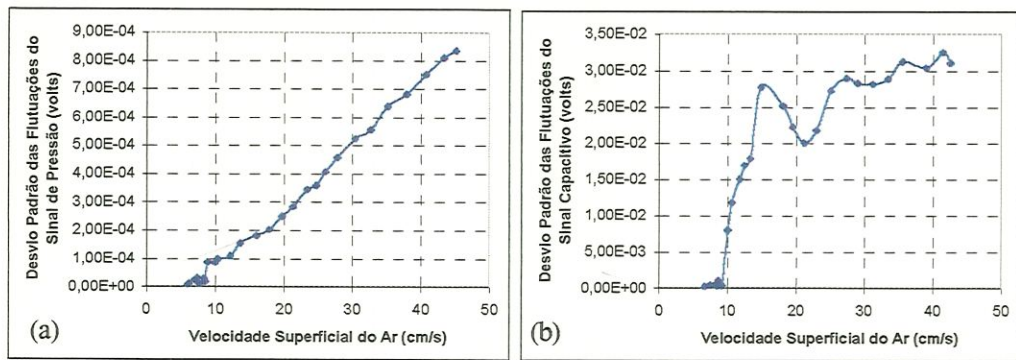 9,00E-04
8,00E-04
7,00E-04
6,00E-04
5,00E-04
4,00E-04
3,00E-04
2,00E-04
1,00E-04
0,00E+00
Desvio Padrão das Flutuações do
Sinal de Pressão (volts)
0 10 20 30 40 50
Velocidade Superficial do Ar (cm/s)
(a)
3,50E-02
3,00E-02
2,50E-02
2,00E-02
1,50E-02
1,00E-02
5,00E-03
0,00E+00
Desvio Padrão das Flutuações do
Sinal Capacitivo (volts)
0 10 20 30 40 50
Velocidade Superficial do Ar (cm/s)
(b)